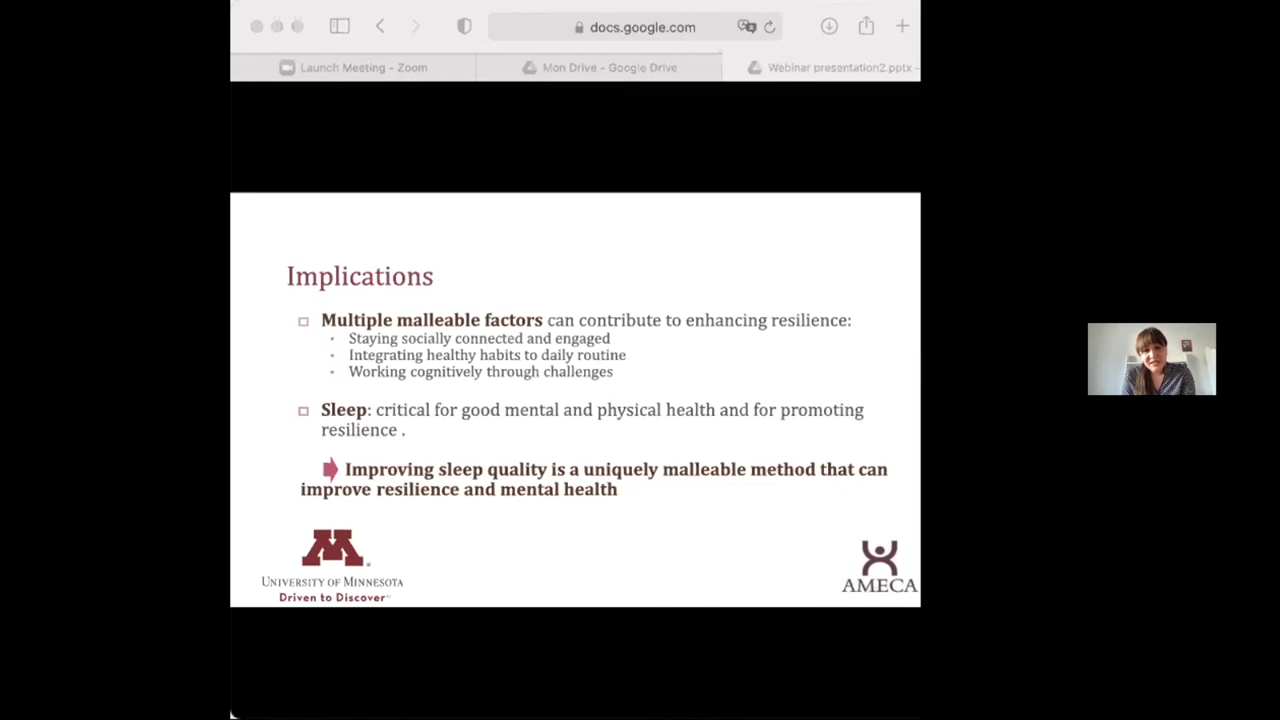 docs.google.com
Launch Meeting - Zoom
Mon Drive - Google Drive
Webinar presentation2.pptx -
Implications
Multiple malleable factors can contribute to enhancing resilience:
Staying socially connected and engaged
Integrating healthy habits to daily routine
Working cognitively through challenges
Sleep: critical for good mental and physical health and for promoting
resilience .
Improving sleep quality is a uniquely malleable method that can
improve resilience and mental health
M
UNIVERSITY OF MINNESOTA
Driven to Discover
AMECA